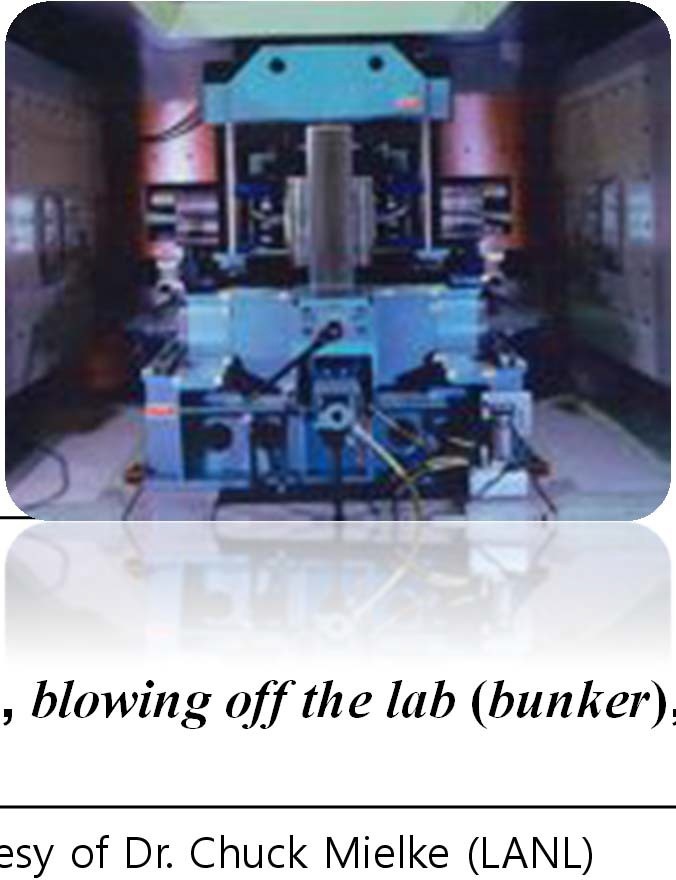 , blowing off the lab (bunker),
esy of Dr. Chuck Mielke (LANL)